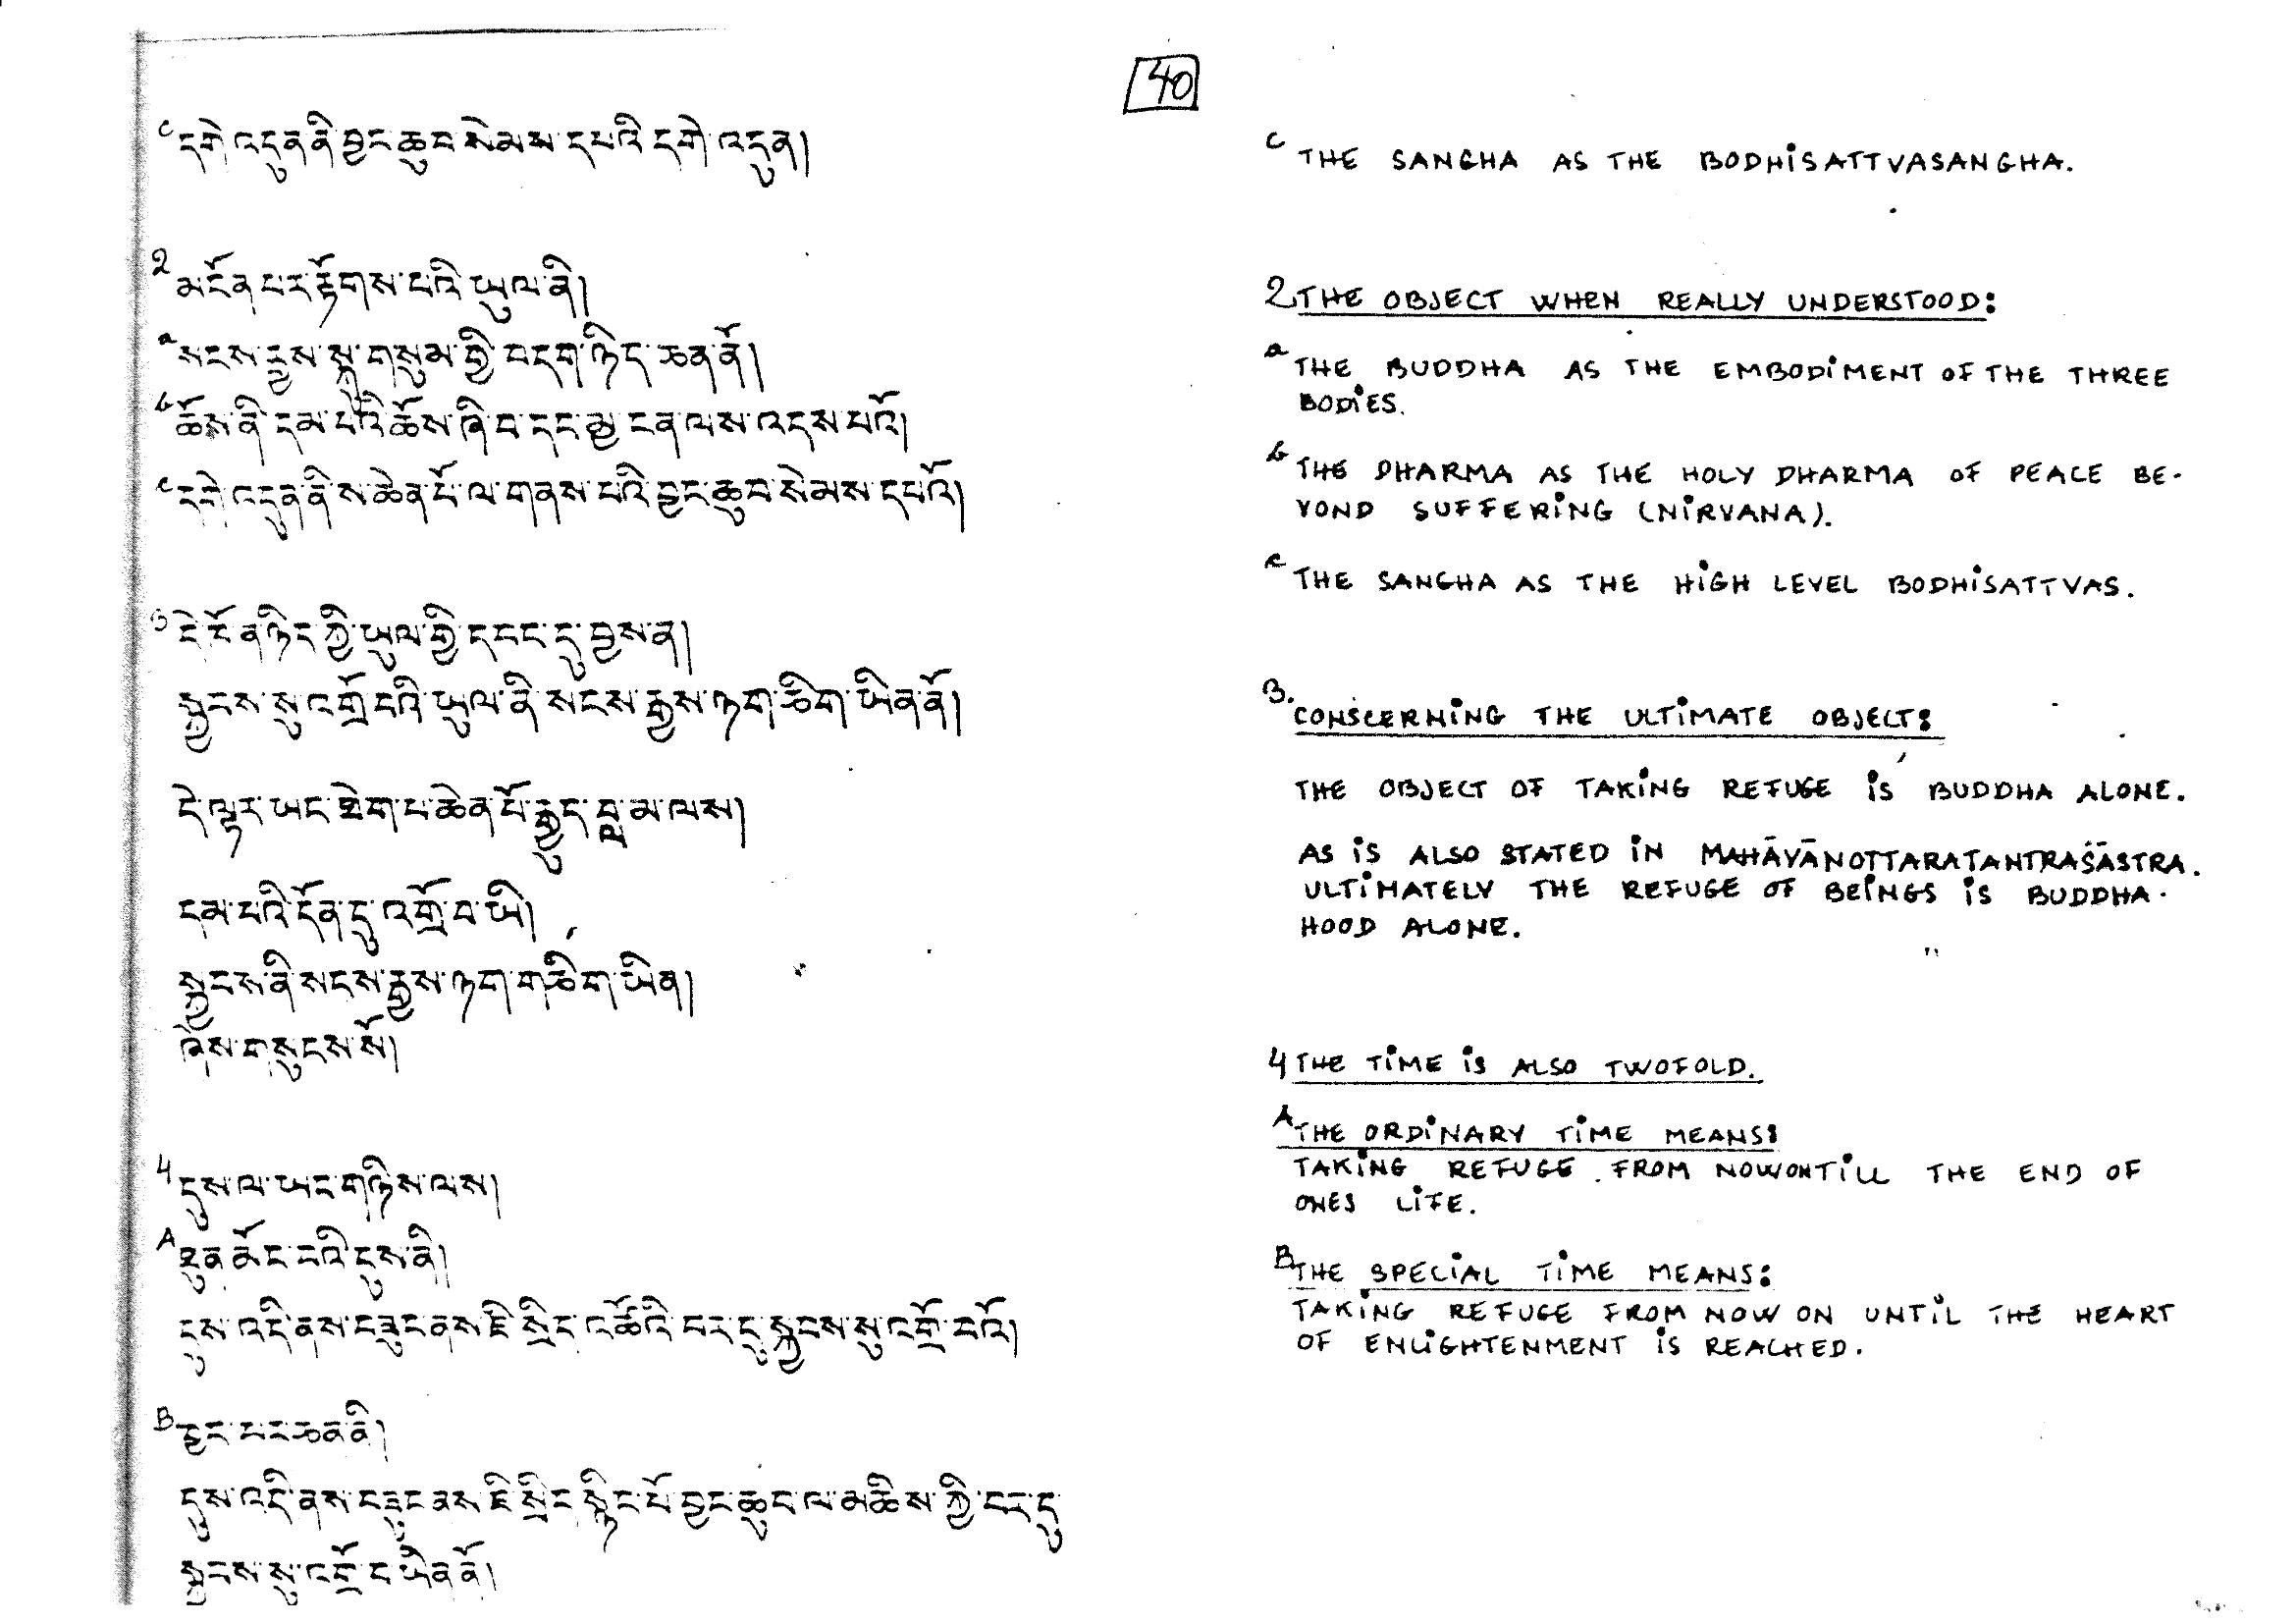 40
c དགེ་འདུན་ནི་བྱང་ཆུབ་སེམས་དཔའི་དགེ་འདུན།
2 མངོན་པར་རྟོགས་པའི་ཡུལ་ནི།
a སངས་རྒྱས་སྐུ་གསུམ་གྱི་བདག་ཉིད་ཅན་ནོ།
b ཆོས་ནི་དམ་པའི་ཆོས་ཞི་བ་དང་མྱ་ངན་ལས་འདས་པའོ།
c དགེ་འདུན་ནི་ས་ཆེན་པོ་ལ་གནས་པའི་བྱང་ཆུབ་སེམས་དཔའོ།
3 དེ་ཁོ་ན་ཉིད་ཀྱི་ཡུལ་གྱི་དབང་དུ་བྱས་ན།
སྐྱབས་སུ་འགྲོ་བའི་ཡུལ་ནི་སངས་རྒྱས་ཉག་ཅིག་ཡིན་ནོ།
དེ་ལྟར་ཡང་ཐེག་པ་ཆེན་པོ་རྒྱུད་བླ་མ་ལས།
དམ་པའི་དོན་དུ་འགྲོ་བ་ཡི།
སྐྱབས་ནི་སངས་རྒྱས་ཉག་གཅིག་ཡིན།
ཞེས་གསུངས་སོ།
4 དུས་ལ་ཡང་གཉིས་ལས།
A ཐུན་མོང་བའི་དུས་ནི།
དུས་འདི་ནས་བཟུང་ནས་ཇི་སྲིད་འཚོའི་བར་དུ་སྐྱབས་སུ་འགྲོ་བའོ།
B ཁྱད་པར་ཅན་ནི།
དུས་འདི་ནས་བཟུང་ནས་ཇི་སྲིད་སྙིང་པོ་བྱང་ཆུབ་ལ་མཆིས་ཀྱི་བར་དུ
སྐྱབས་སུ་འགྲོ་བ་ཡིན་ནོ།
c THE SANGHA AS THE BODHISATTVASANGHA.
2 THE OBJECT WHEN REALLY UNDERSTOOD:
a THE BUDDHA AS THE EMBODIMENT OF THE THREE
BODIES.
b THE DHARMA AS THE HOLY DHARMA OF PEACE BE-
YOND SUFFERING (NIRVANA).
c THE SANGHA AS THE HIGH LEVEL BODHISATTVAS.
3. CONSCERNING THE ULTIMATE OBJECT:
THE OBJECT OF TAKING REFUGE IS BUDDHA ALONE.
AS IS ALSO STATED IN MAHĀYĀNOTTARATANTRAŚĀSTRA.
ULTIMATELY THE REFUGE OF BEINGS IS BUDDHA-
HOOD ALONE.
4 THE TIME IS ALSO TWOFOLD.
A THE ORDINARY TIME MEANS:
TAKING REFUGE FROM NOWONTILL THE END OF
ONES LIFE.
B THE SPECIAL TIME MEANS:
TAKING REFUGE FROM NOW ON UNTIL THE HEART
OF ENLIGHTENMENT IS REACHED.